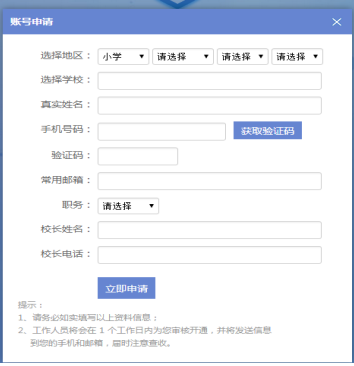 账号申请 ×
选择地区： 小学 请选择 请选择 请选择
选择学校：
真实姓名：
手机号码： 获取验证码
验证码：
常用邮箱：
职务： 请选择
校长姓名：
校长电话：
立即申请
提示：
1、请务必如实填写以上资料信息；
2、工作人员将会在 1 个工作日内为您审核开通，并将发送信息
到您的手机和邮箱，届时注意查收。